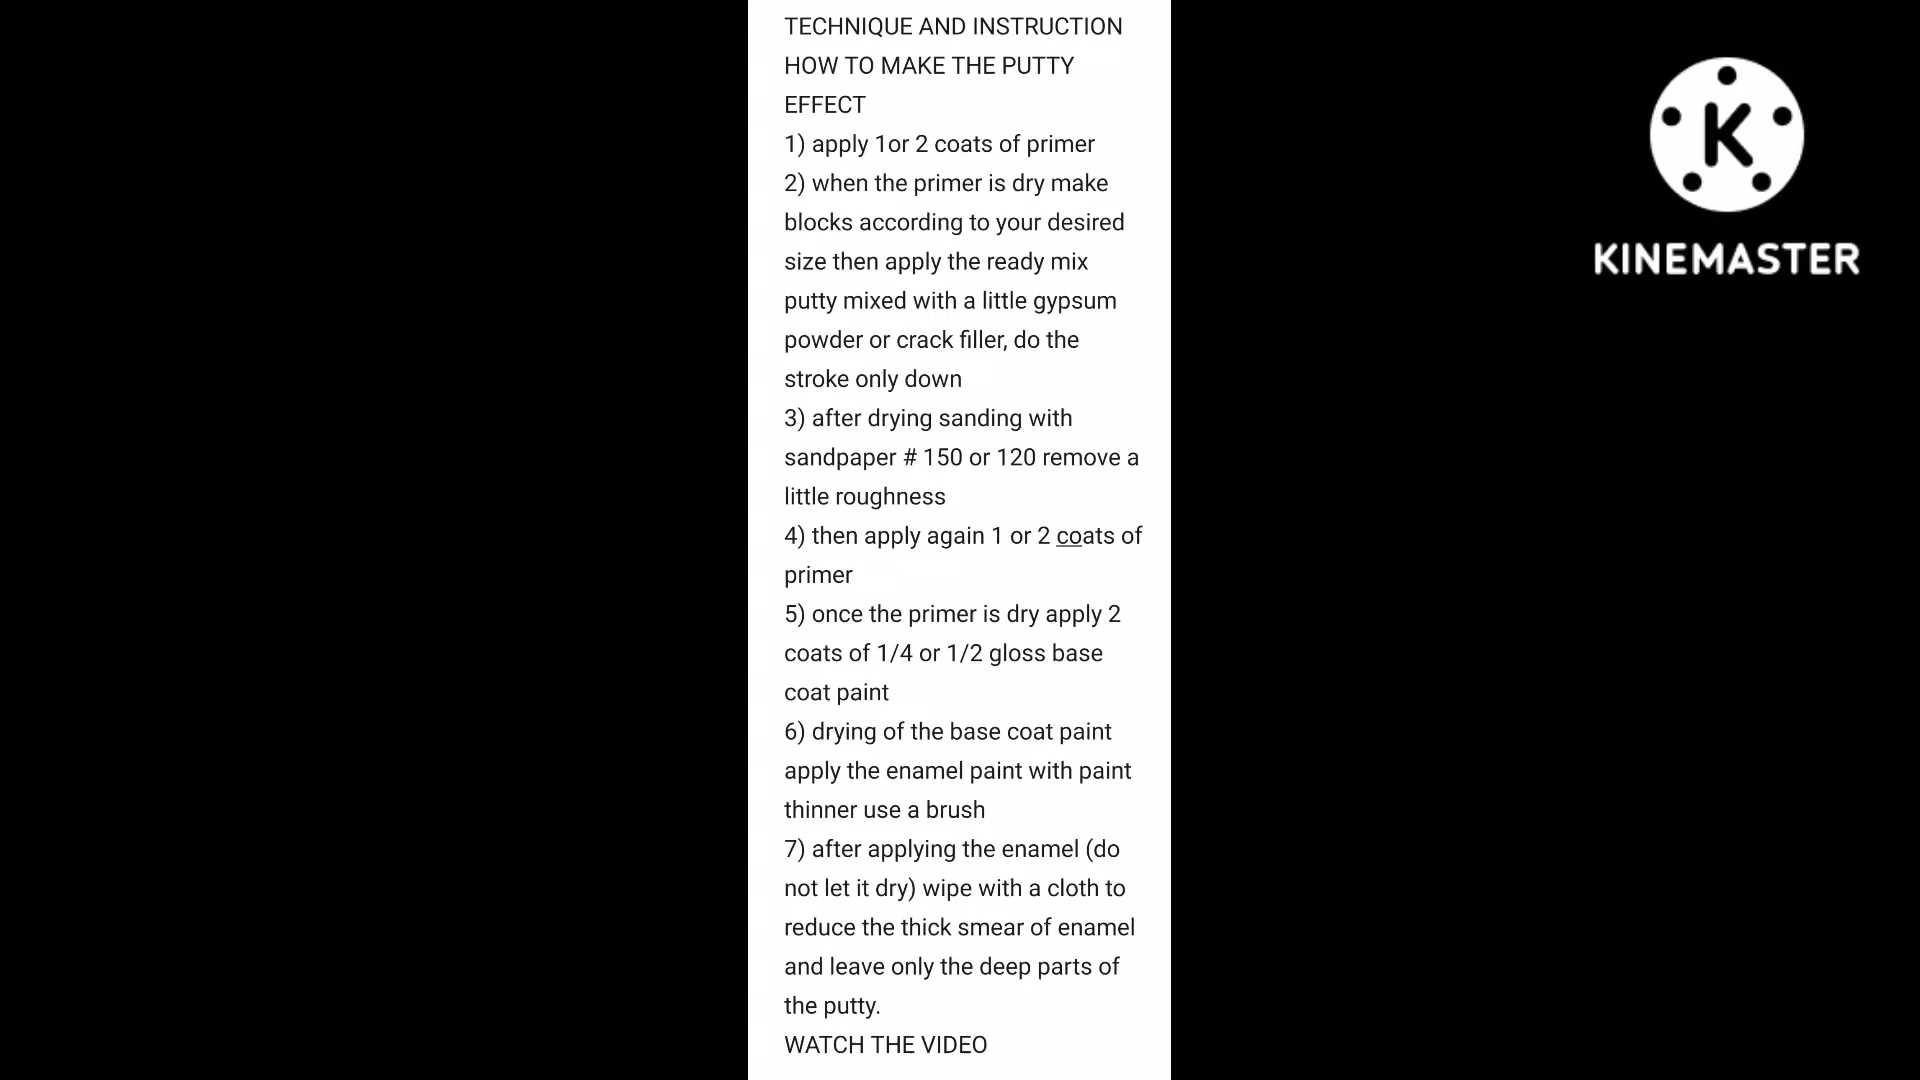 TECHNIQUE AND INSTRUCTION
HOW TO MAKE THE PUTTY
EFFECT
1) apply 1or 2 coats of primer
2) when the primer is dry make
blocks according to your desired
size then apply the ready mix
putty mixed with a little gypsum
powder or crack filler, do the
stroke only down
3) after drying sanding with
sandpaper # 150 or 120 remove a
little roughness
4) then apply again 1 or 2 coats of
primer
5) once the primer is dry apply 2
coats of 1/4 or 1/2 gloss base
coat paint
6) drying of the base coat paint
apply the enamel paint with paint
thinner use a brush
7) after applying the enamel (do
not let it dry) wipe with a cloth to
reduce the thick smear of enamel
and leave only the deep parts of
the putty.
WATCH THE VIDEO
K
KINEMASTER